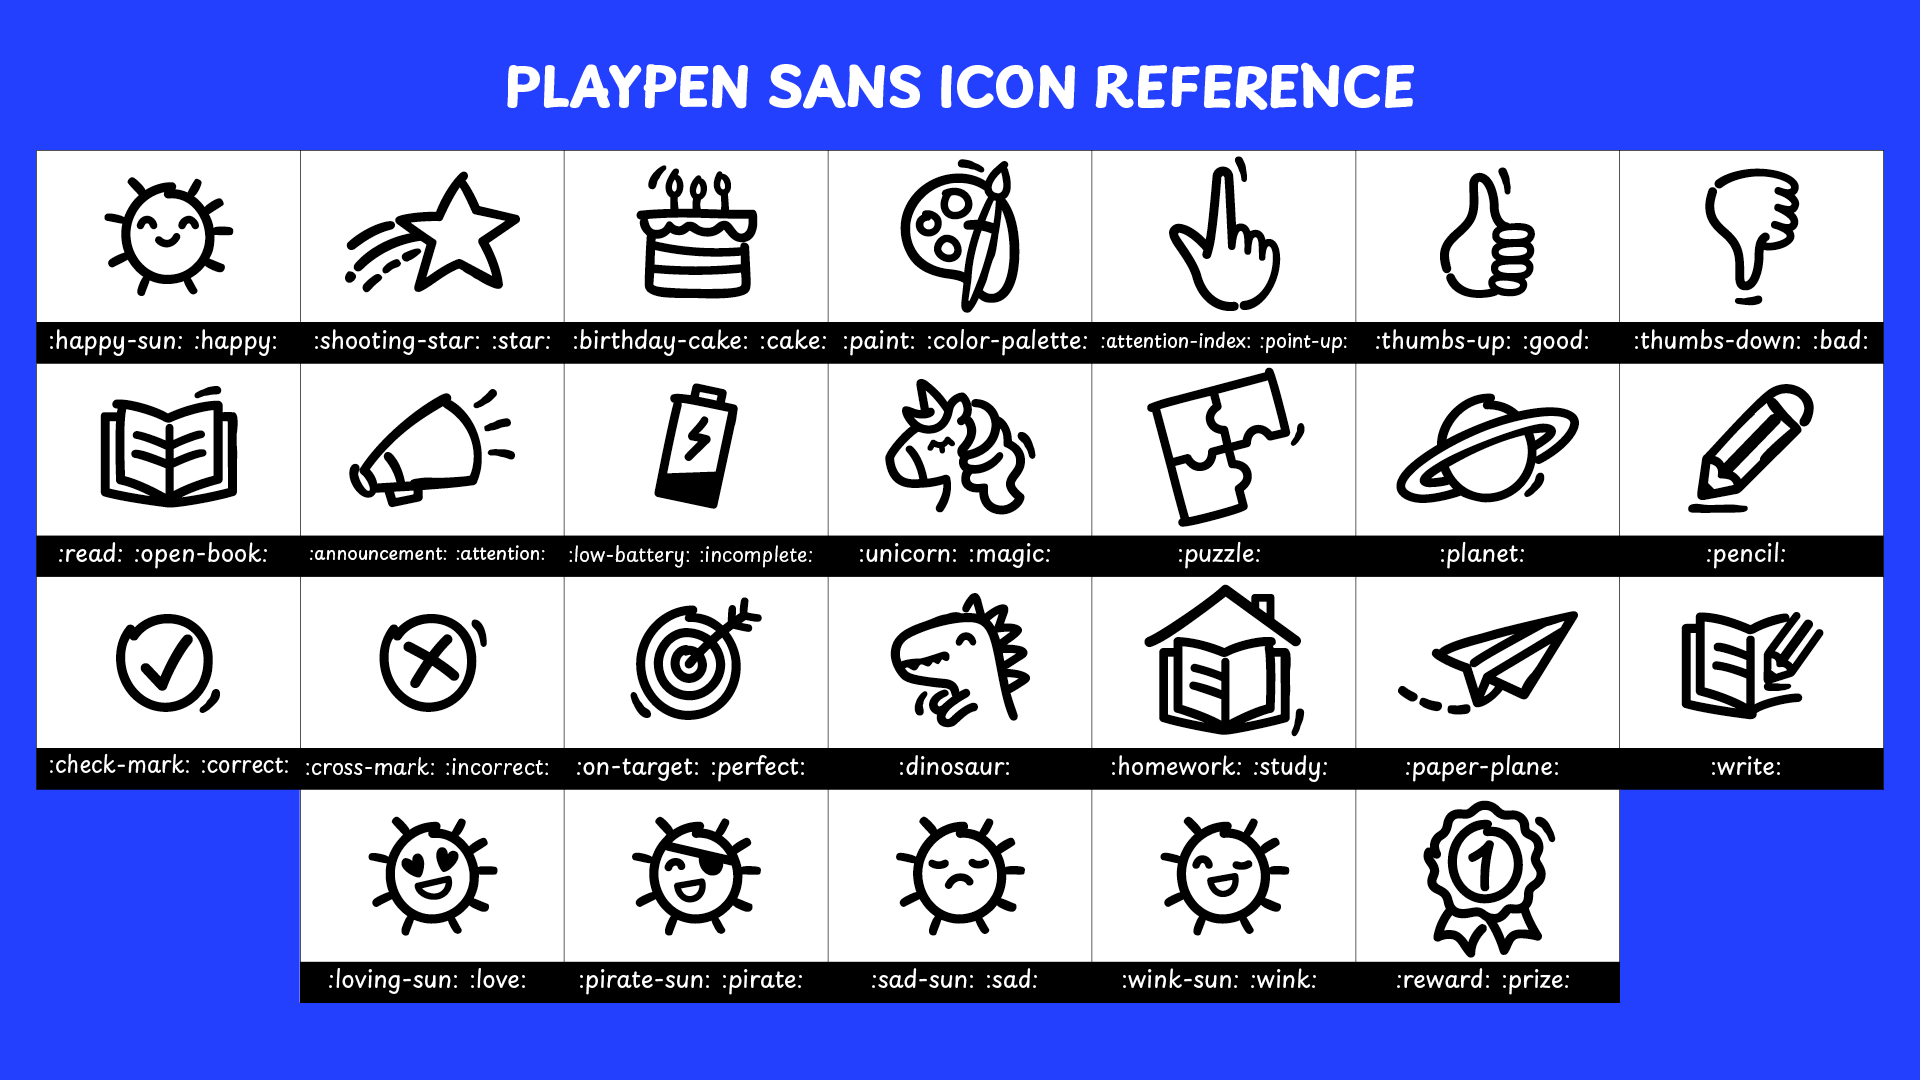 PLAYPEN SANS ICON REFERENCE
:happy-sun: :happy:
:shooting-star: :star:
:birthday-cake: :cake:
:paint: :color-palette:
:attention-index: :point-up:
:thumbs-up: :good:
:thumbs-down: :bad:
:read: :open-book:
:announcement: :attention:
:low-battery: :incomplete:
:unicorn: :magic:
:puzzle:
:planet:
:pencil:
:check-mark: :correct:
:cross-mark: :incorrect:
:on-target: :perfect:
:dinosaur:
:homework: :study:
:paper-plane:
:write:
1
:loving-sun: :love:
:pirate-sun: :pirate:
:sad-sun: :sad:
:wink-sun: :wink:
:reward: :prize: